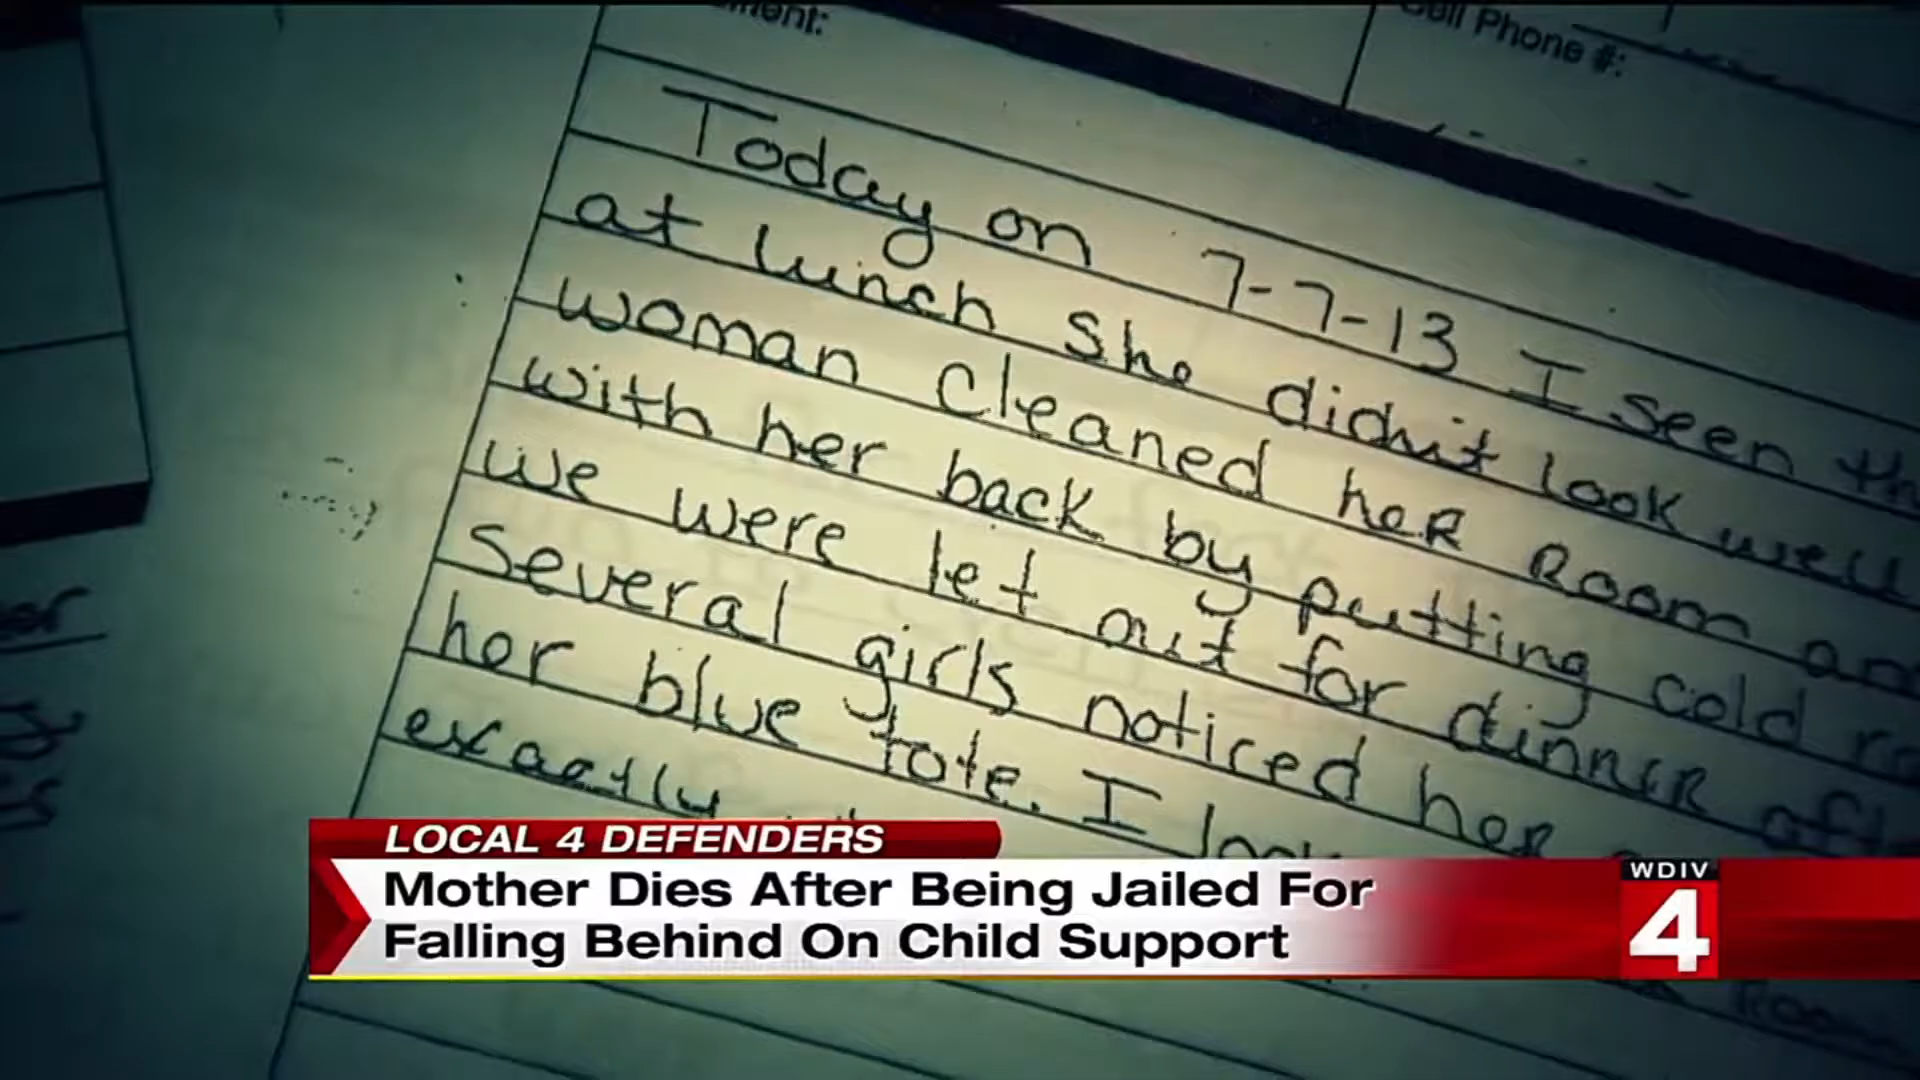 Cell Phone #:
Today on 7-7-13 I seen
at lunch she didn't look well
woman cleaned her Room
with her back by putting cold
we were let out for dinner
several girls noticed her
her blue tote. I
exactly
LOCAL 4 DEFENDERS
Mother Dies After Being Jailed For
Falling Behind On Child Support
WDIV
4
Room